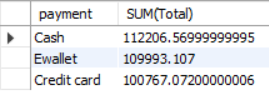 payment SUM(Total)
Cash 112206.56999999995
Ewallet 109993.107
Credit card 100767.07200000006